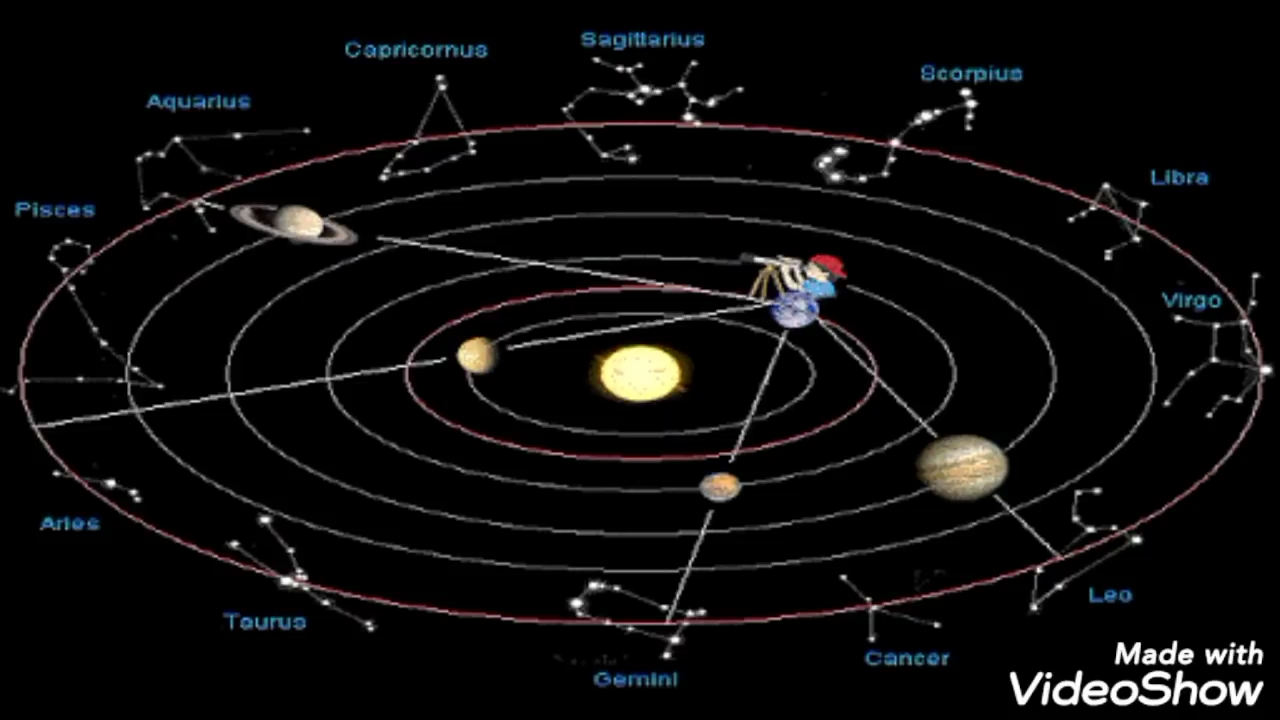 Sagittarius
Capricornus
Scorpius
Aquarius
Libra
Pisces
Virgo
Aries
Leo
Taurus
Cancer
Gemini
Made with
VideoShow